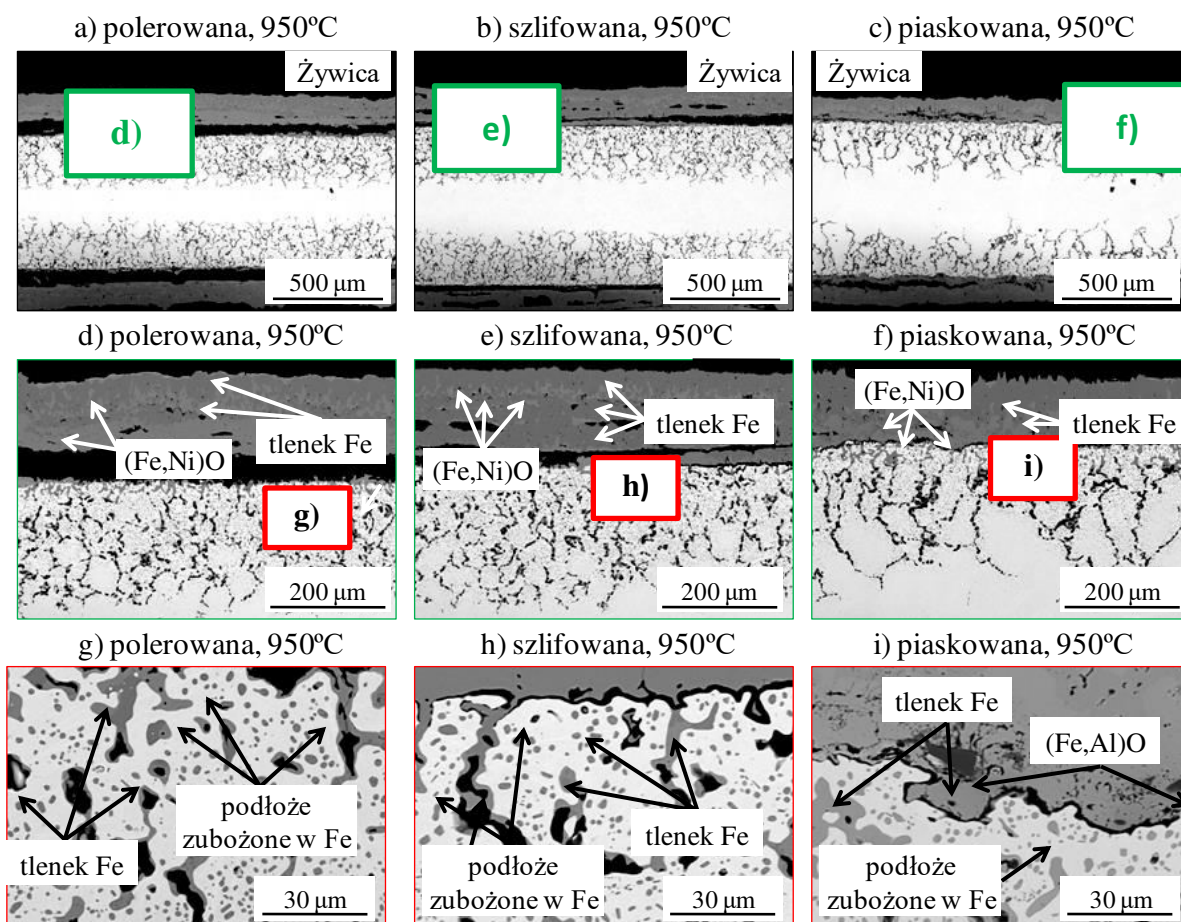 a) polerowana, 950ºC
b) szlifowana, 950ºC
c) piaskowana, 950ºC
Żywica
Żywica
Żywica
d)
e)
f)
500 µm
500 µm
500 µm
d) polerowana, 950ºC
e) szlifowana, 950ºC
f) piaskowana, 950ºC
(Fe,Ni)O
tlenek Fe
(Fe,Ni)O
tlenek Fe
(Fe,Ni)O
tlenek Fe
g)
h)
i)
200 µm
200 µm
200 µm
g) polerowana, 950ºC
h) szlifowana, 950ºC
i) piaskowana, 950ºC
podłoże
zubożone w Fe
tlenek Fe
30 µm
tlenek Fe
podłoże
zubożone w Fe
30 µm
tlenek Fe
(Fe,Al)O
podłoże
zubożone w Fe
30 µm